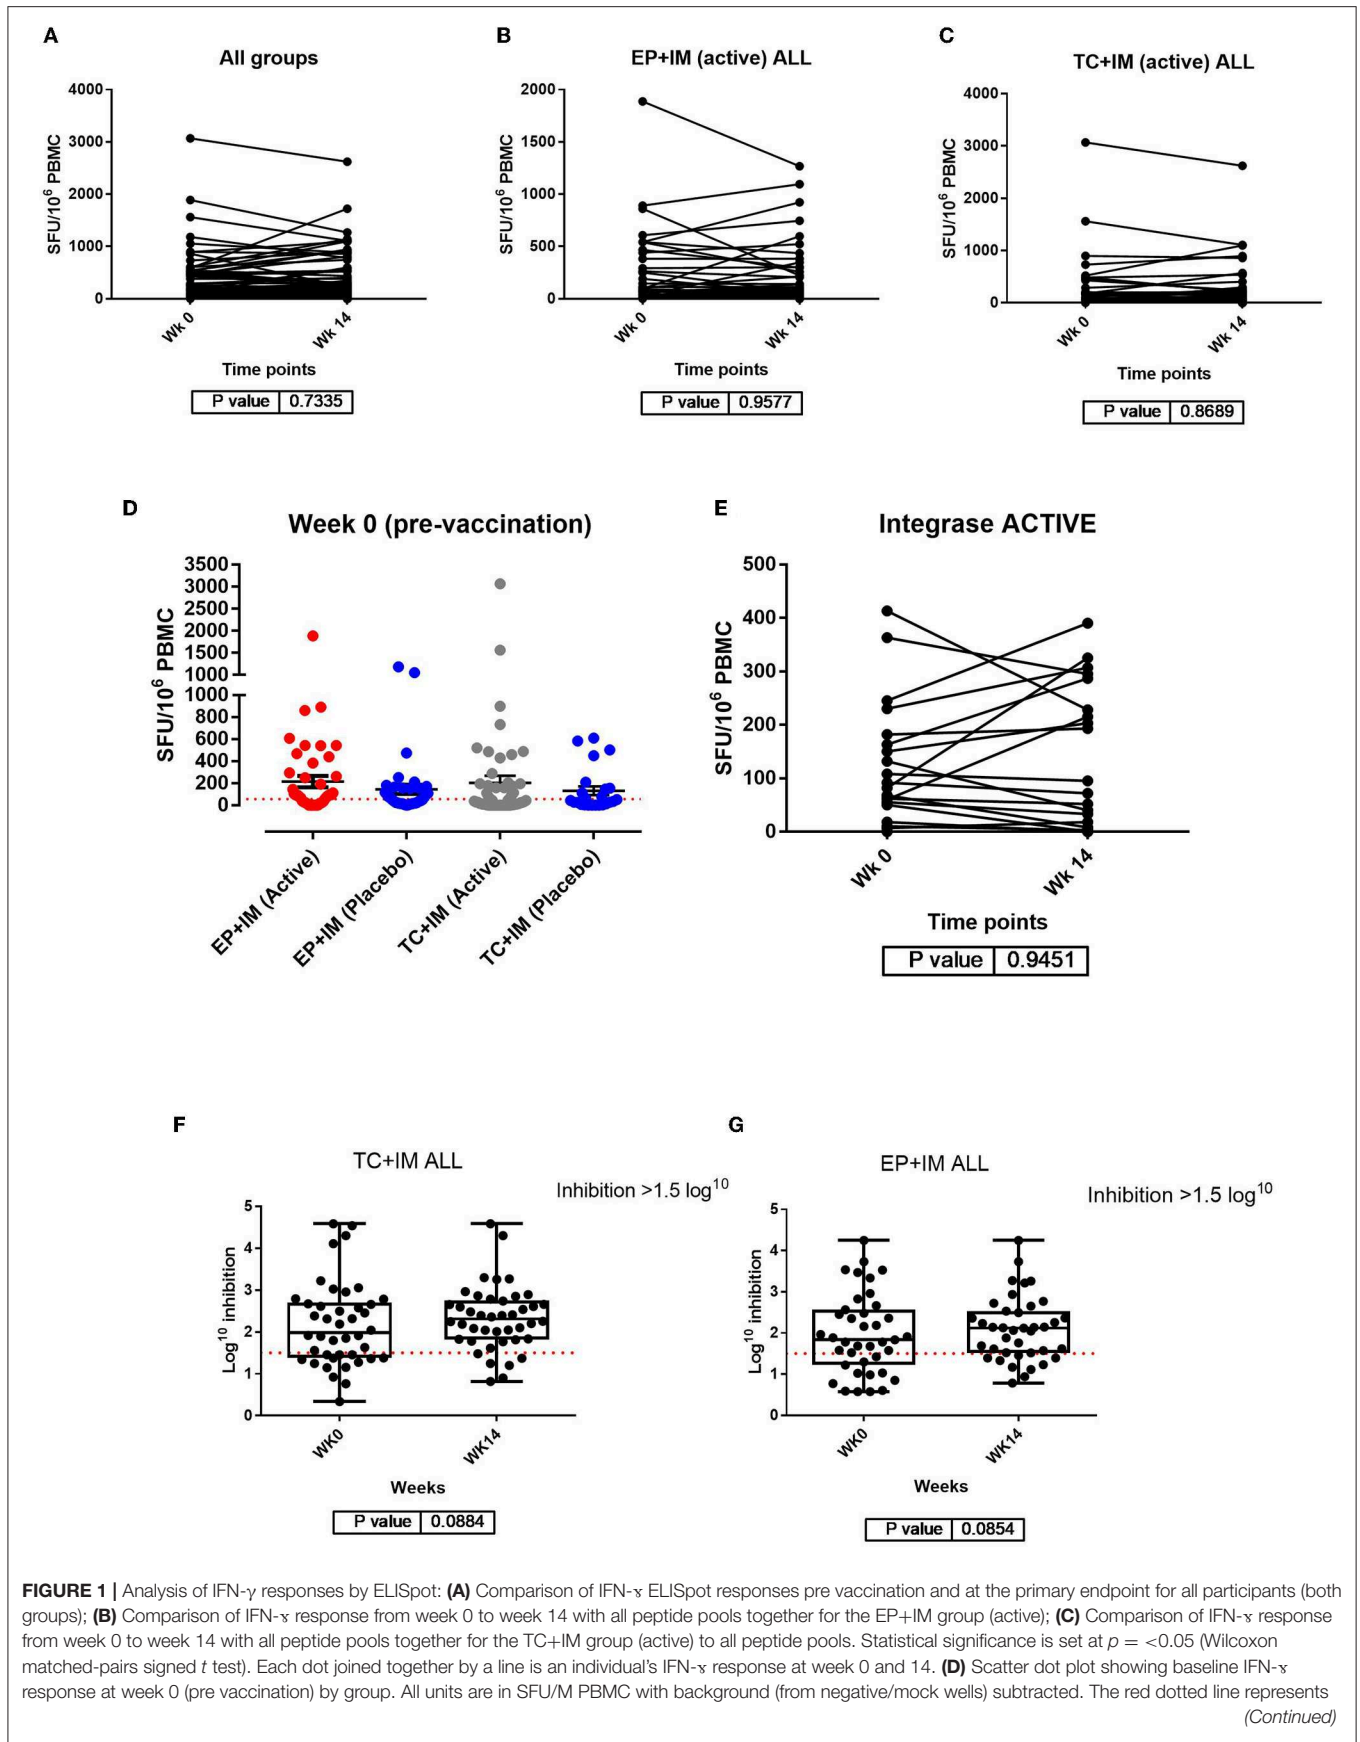 A
All groups
4000
3000
2000
1000
0
SFU/10⁶ PBMC
Wk 0
Wk 14
Time points
P value 0.7335
B
EP+IM (active) ALL
2000
1500
1000
500
0
SFU/10⁶ PBMC
Wk 0
Wk 14
Time points
P value 0.9577
C
TC+IM (active) ALL
4000
3000
2000
1000
0
SFU/10⁶ PBMC
Wk 0
Wk 14
Time points
P value 0.8689
D
Week 0 (pre-vaccination)
3500
3000
2500
2000
1500
1000
1000
800
600
400
200
0
SFU/10⁶ PBMC
EP+IM (Active)
EP+IM (Placebo)
TC+IM (Active)
TC+IM (Placebo)
E
Integrase ACTIVE
500
400
300
200
100
0
SFU/10⁶ PBMC
Wk 0
Wk 14
Time points
P value 0.9451
F
TC+IM ALL
Inhibition >1.5 log¹⁰
5
4
3
2
1
0
Log¹⁰ inhibition
WK0
WK14
Weeks
P value 0.0884
G
EP+IM ALL
Inhibition >1.5 log¹⁰
5
4
3
2
1
0
Log¹⁰ inhibition
WK0
WK14
Weeks
P value 0.0854
FIGURE 1 | Analysis of IFN-γ responses by ELISpot: (A) Comparison of IFN-ɤ ELISpot responses pre vaccination and at the primary endpoint for all participants (both
groups); (B) Comparison of IFN-ɤ response from week 0 to week 14 with all peptide pools together for the EP+IM group (active); (C) Comparison of IFN-ɤ response
from week 0 to week 14 with all peptide pools together for the TC+IM group (active) to all peptide pools. Statistical significance is set at p = <0.05 (Wilcoxon
matched-pairs signed t test). Each dot joined together by a line is an individual's IFN-ɤ response at week 0 and 14. (D) Scatter dot plot showing baseline IFN-ɤ
response at week 0 (pre vaccination) by group. All units are in SFU/M PBMC with background (from negative/mock wells) subtracted. The red dotted line represents
(Continued)